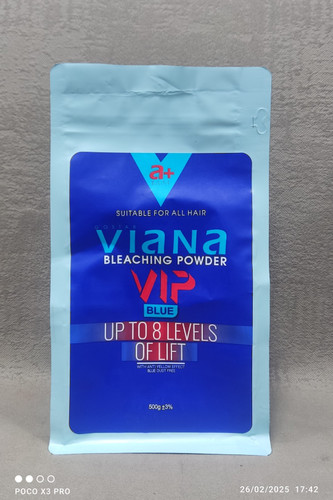 a+
SUITABLE FOR ALL HAIR
VIANA
BLEACHING POWDER
VIP
BLUE
UP TO 8 LEVELS
OF LIFT
WITH ANTI YELLOW EFFECT
BLUE DUST FREE
500g ±3%
POCO X3 PRO
26/02/2025 17:42